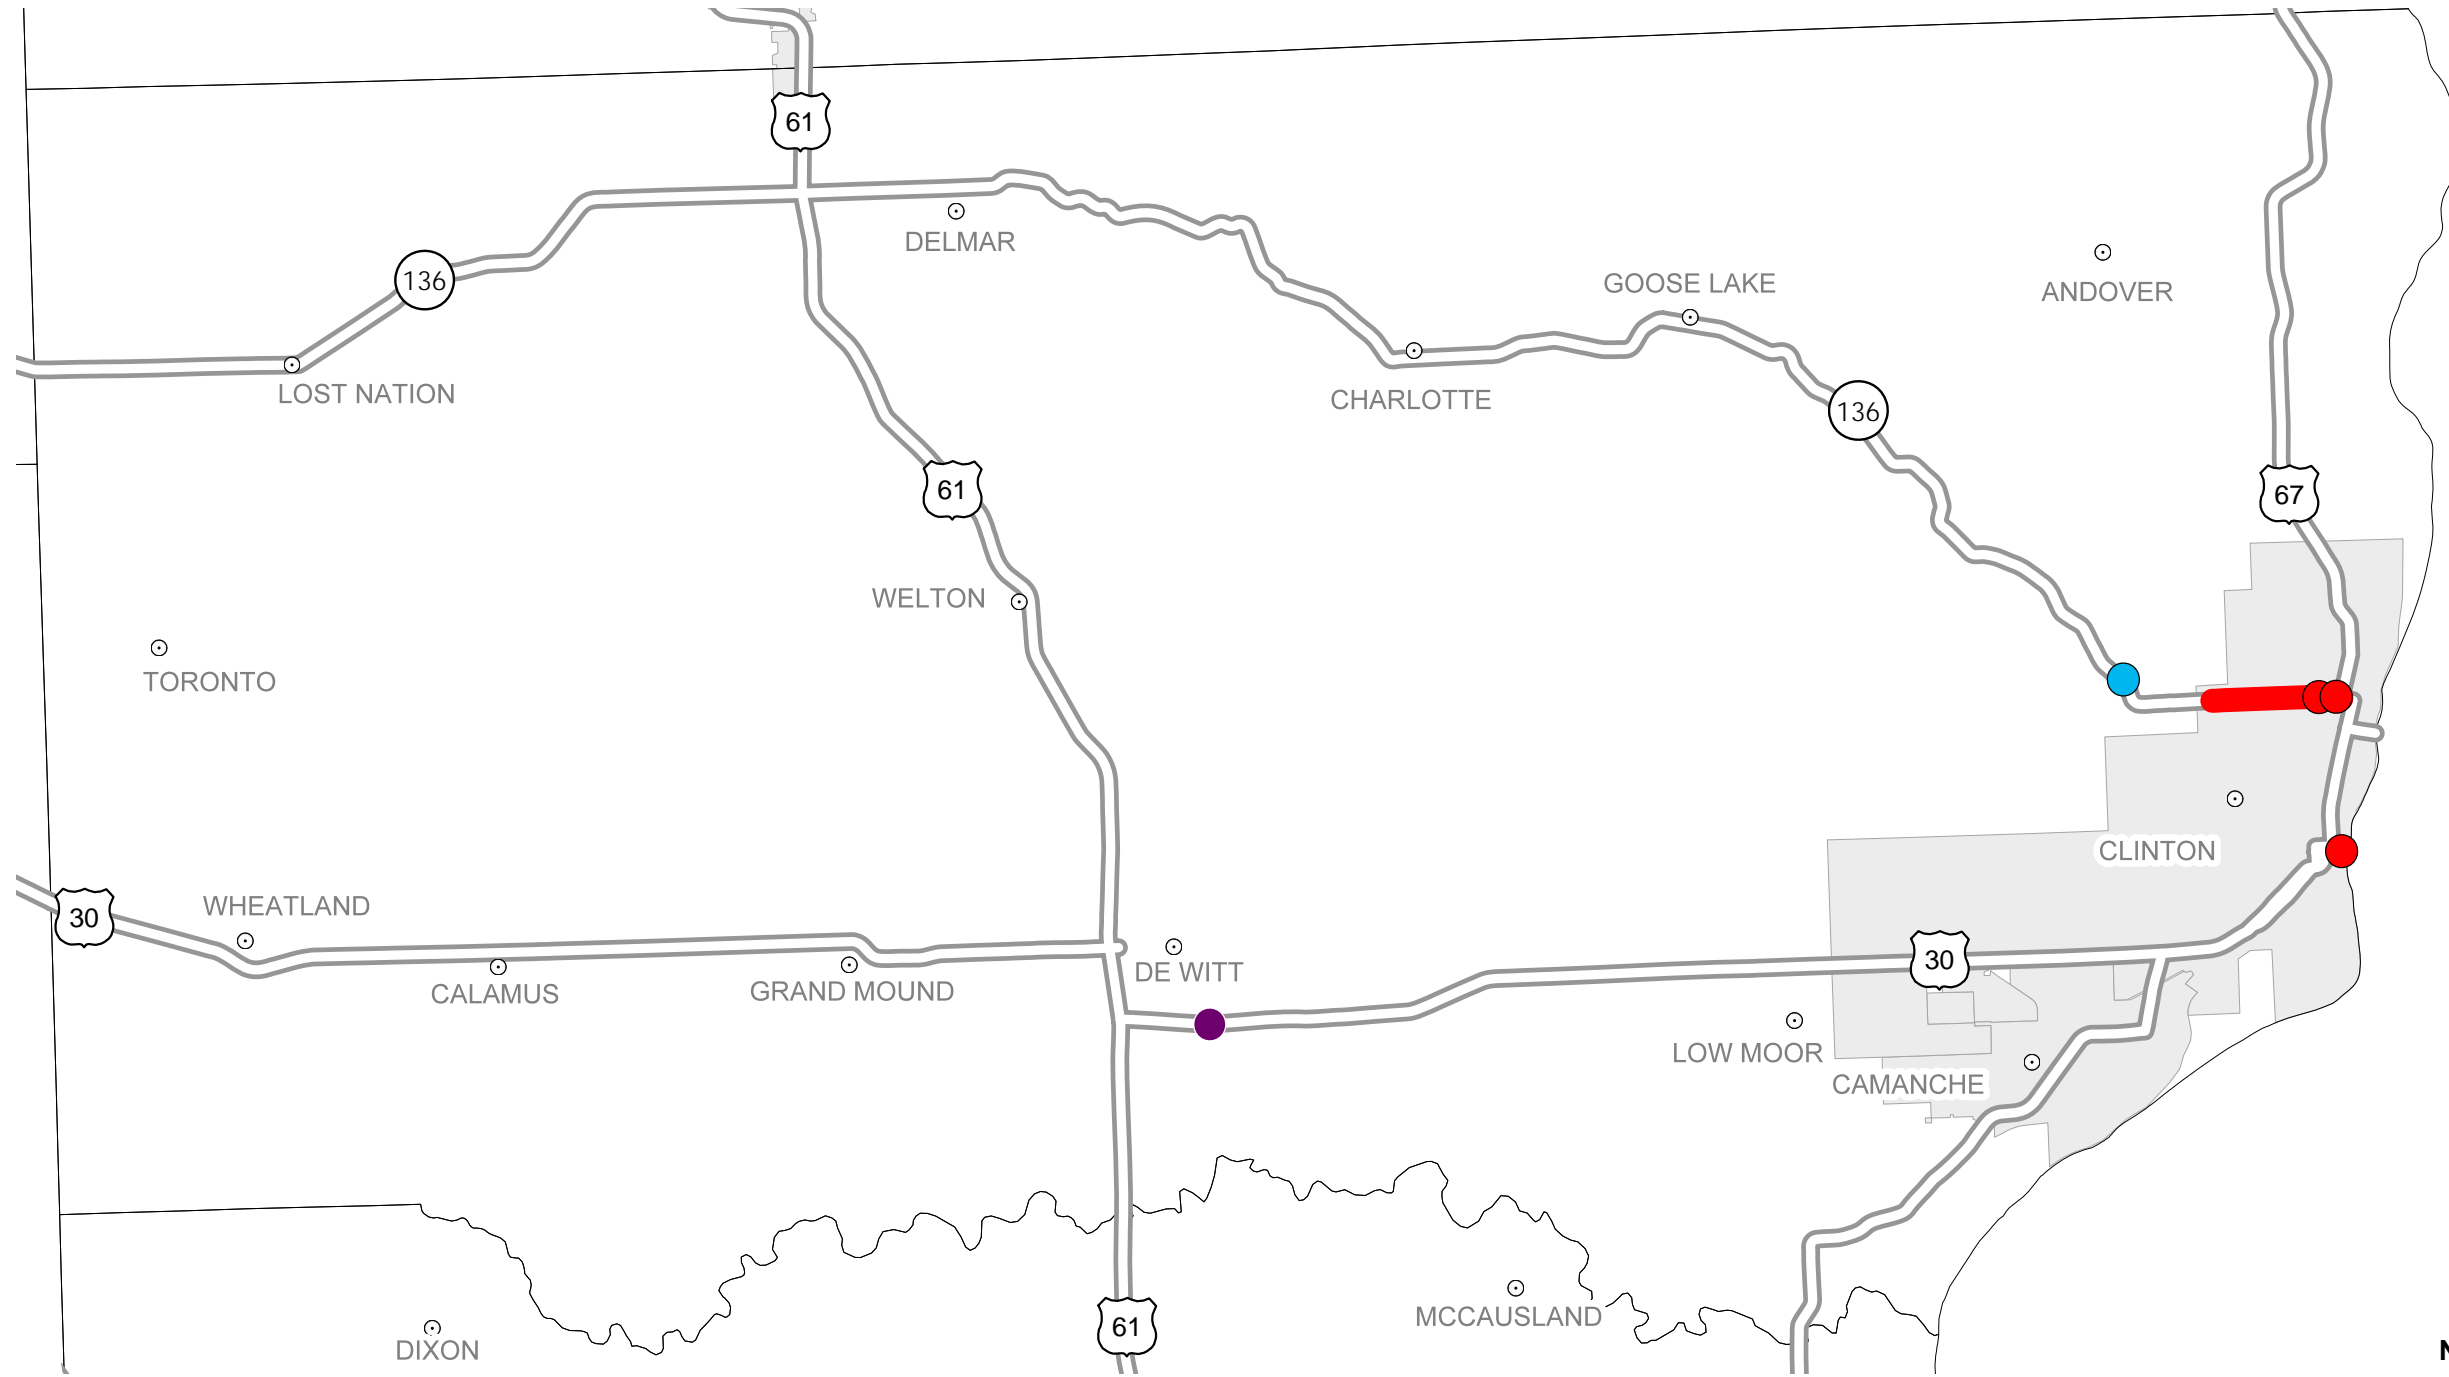 61
DELMAR
136
GOOSE LAKE
ANDOVER
LOST NATION
CHARLOTTE
136
61
67
WELTON
TORONTO
CLINTON
WHEATLAND
30
30
DE WITT
CALAMUS
GRAND MOUND
LOW MOOR
CAMANCHE
MCCAUSLAND
61
DIXON